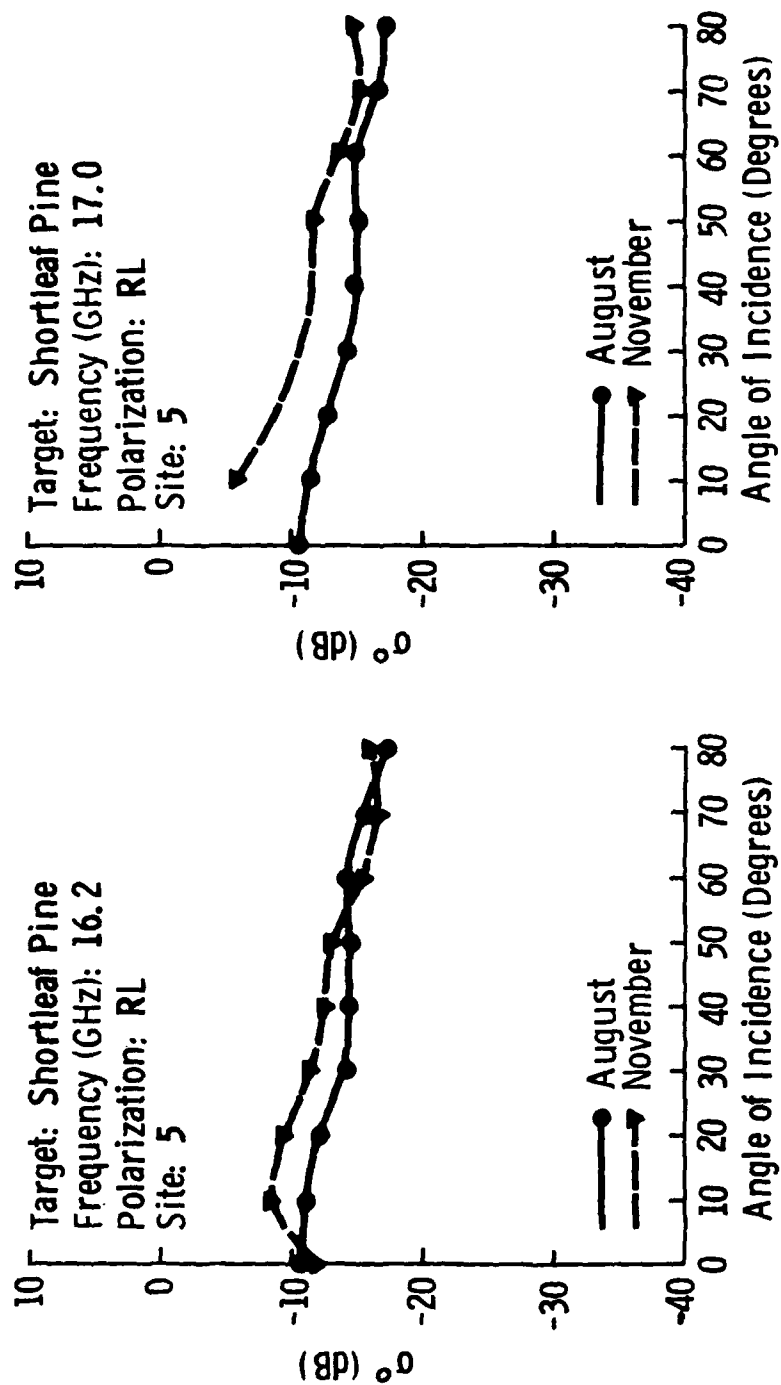 Target: Shortleaf Pine
Frequency (GHz): 16.2
Polarization: RL
Site: 5
10
0
-10
-20
-30
-40
σ° (dB)
August
November
0 10 20 30 40 50 60 70 80
Angle of Incidence (Degrees)
Target: Shortleaf Pine
Frequency (GHz): 17.0
Polarization: RL
Site: 5
10
0
-10
-20
-30
-40
σ° (dB)
August
November
0 10 20 30 40 50 60 70 80
Angle of Incidence (Degrees)